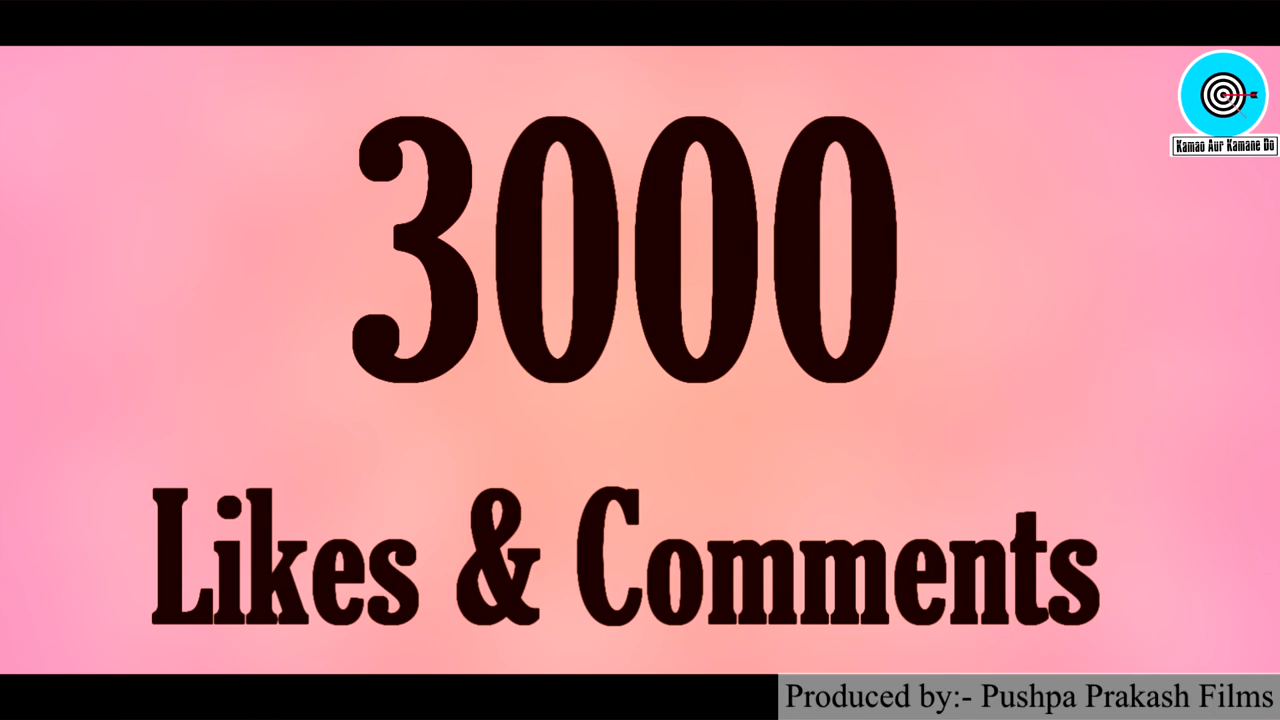 Kamao Aur Kamane Do
3000
Likes & Comments
Produced by:- Pushpa Prakash Films